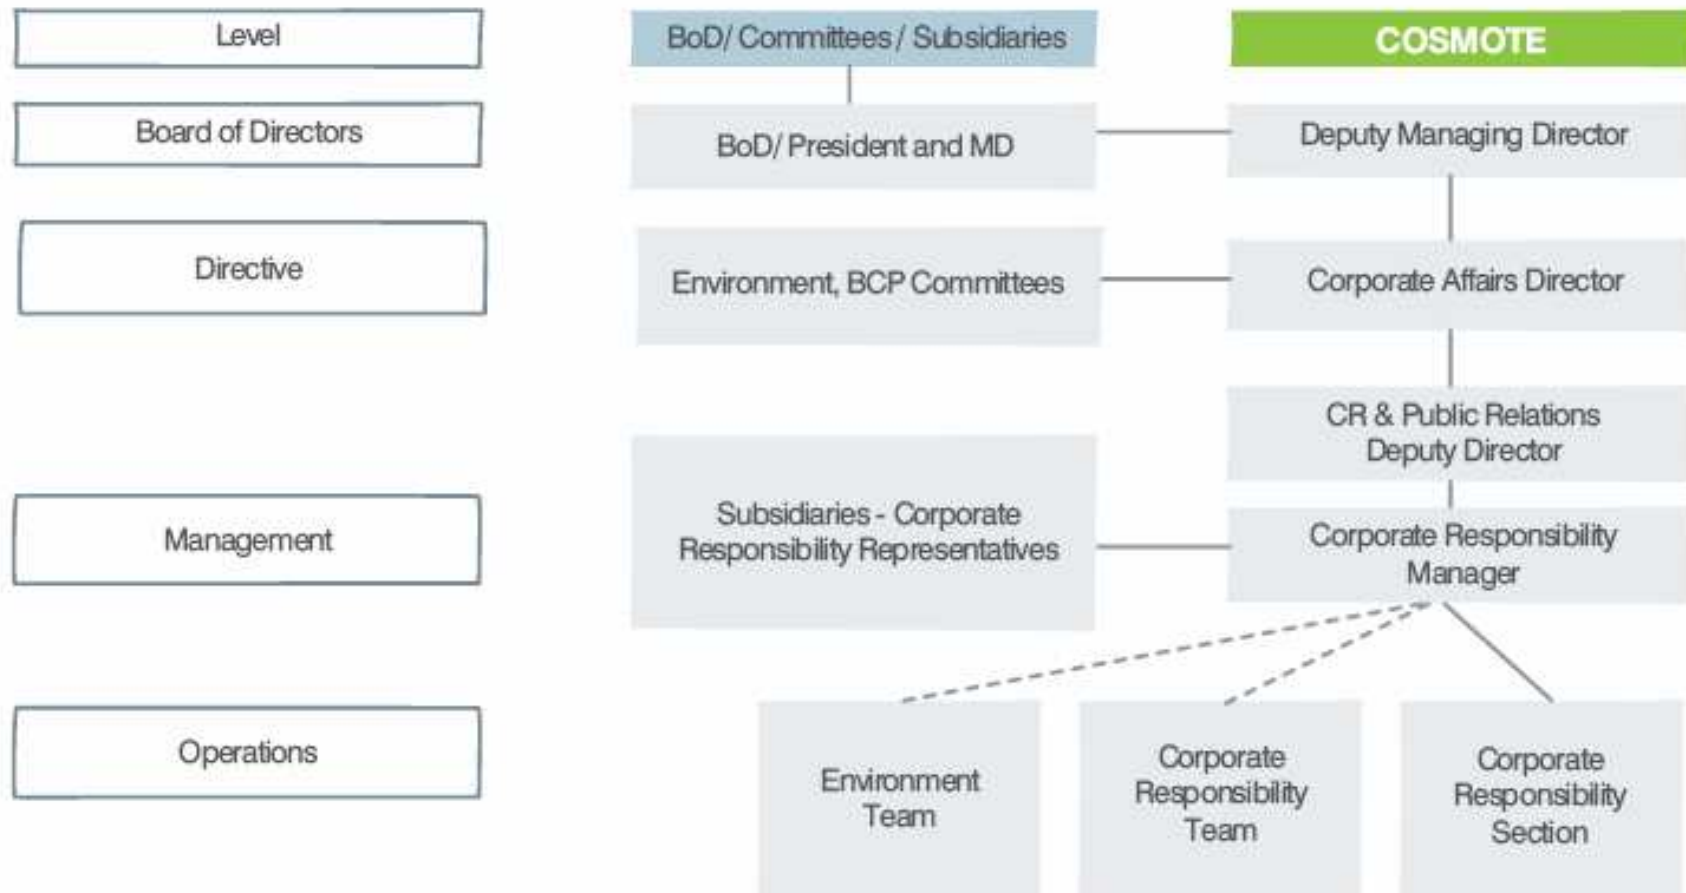 Level
BoD/ Committees / Subsidiaries
COSMOTE
Board of Directors
BoD/ President and MD
Deputy Managing Director
Directive
Environment, BCP Committees
Corporate Affairs Director
CR & Public Relations
Deputy Director
Management
Subsidiaries - Corporate
Responsibility Representatives
Corporate Responsibility
Manager
Operations
Environment
Team
Corporate
Responsibility
Team
Corporate
Responsibility
Section